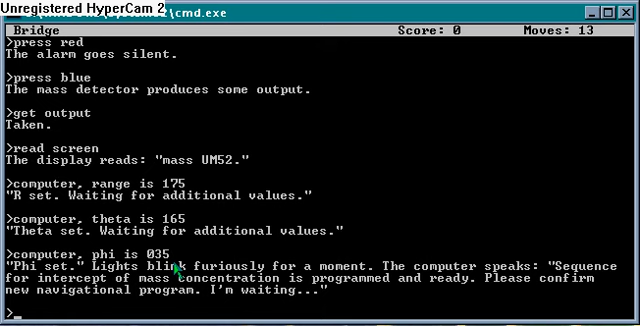 Unregistered HyperCam 2
cmd.exe
Bridge Score: 0 Moves: 13
>press red
The alarm goes silent.
>press blue
The mass detector produces some output.
>get output
Taken.
>read screen
The display reads: "mass UM52."
>computer, range is 175
"R set. Waiting for additional values."
>computer, theta is 165
"Theta set. Waiting for additional values."
>computer, phi is 035
"Phi set." Lights blink furiously for a moment. The computer speaks: "Sequence
for intercept of mass concentration is programmed and ready. Please confirm
new navigational program. I'm waiting..."
>_